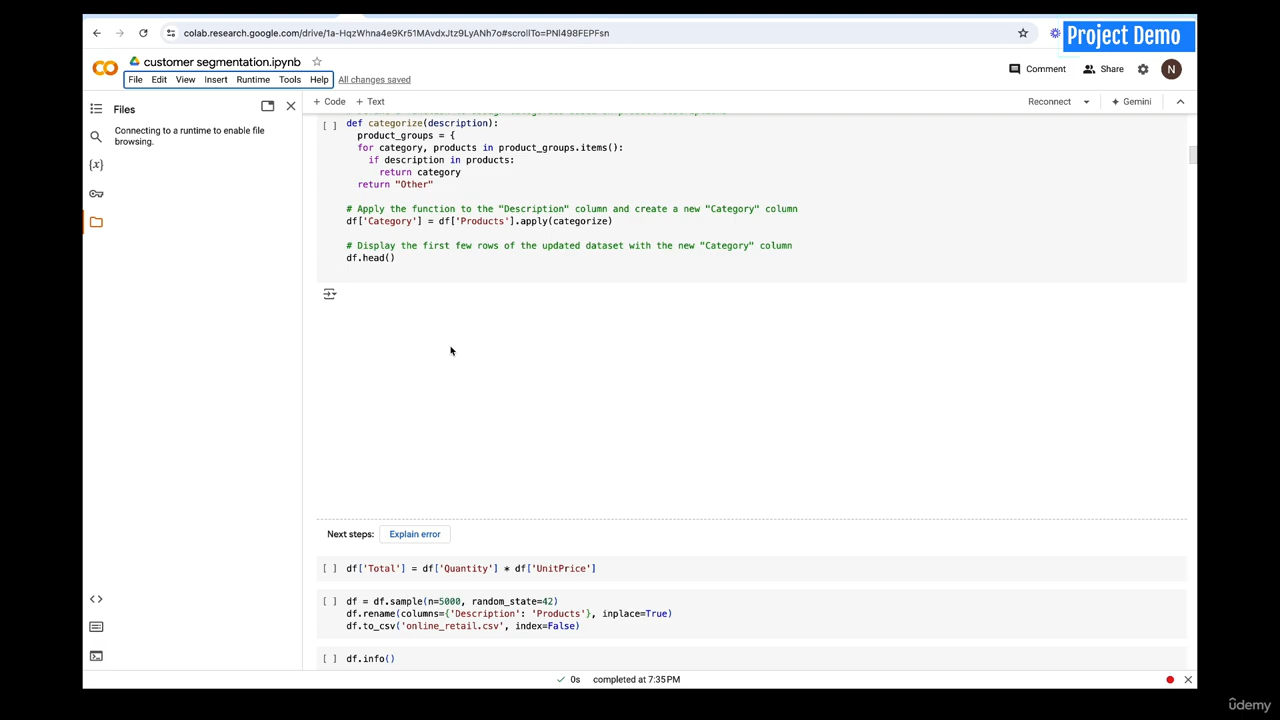 colab.research.google.com/drive/1a-HqzWhna4e9Kr51MAvdxJtz9LyANh7o#scrollTo=PNI498FEPFsn
Project Demo
customer segmentation.ipynb
File Edit View Insert Runtime Tools Help All changes saved
Comment Share N
Files
+ Code + Text
Reconnect
Gemini
Connecting to a runtime to enable file
browsing.
{x}
[ ] def categorize(description):
product_groups = {
for category, products in product_groups.items():
if description in products:
return category
return "Other"
# Apply the function to the "Description" column and create a new "Category" column
df['Category'] = df['Products'].apply(categorize)
# Display the first few rows of the updated dataset with the new "Category" column
df.head()
Next steps: Explain error
[ ] df['Total'] = df['Quantity'] * df['UnitPrice']
[ ] df = df.sample(n=5000, random_state=42)
df.rename(columns={'Description': 'Products'}, inplace=True)
df.to_csv('online_retail.csv', index=False)
[ ] df.info()
0s completed at 7:35PM
ûdemy